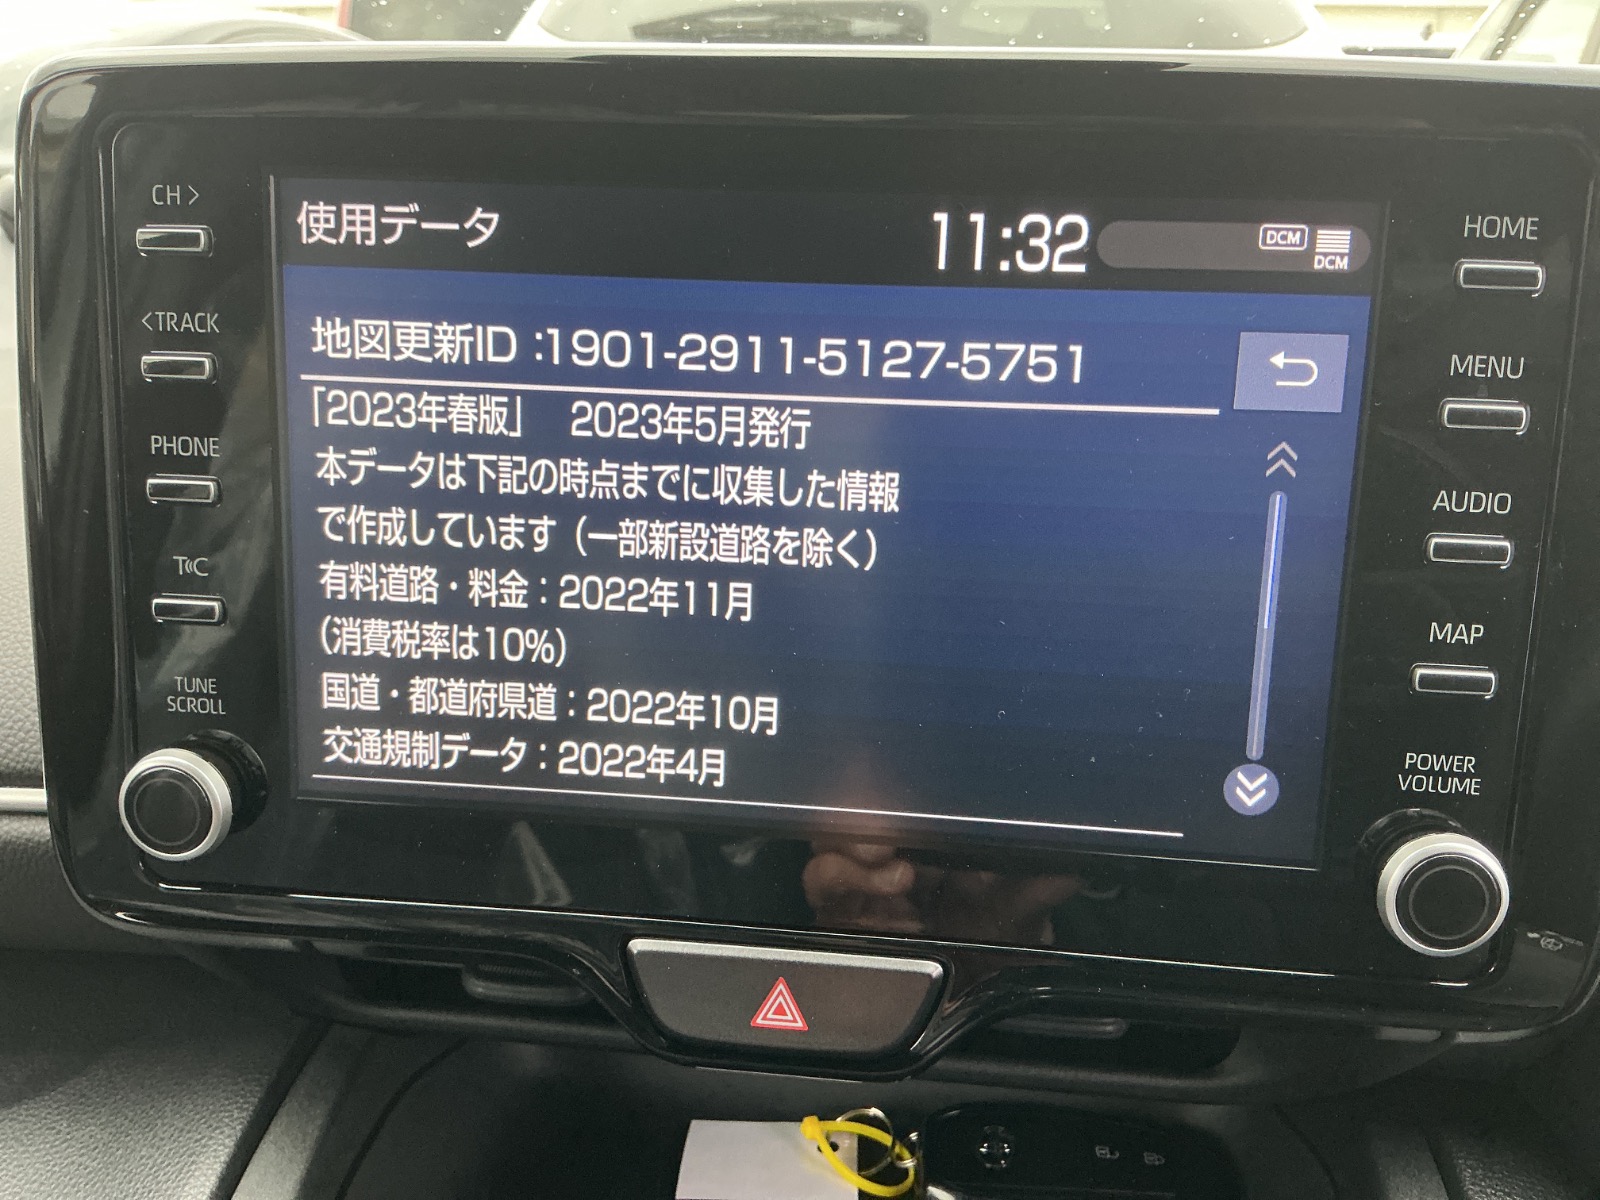 CH>
<TRACK
PHONE
T C
TUNE
SCROLL
使用データ
11:32
DCM
DCM
地図更新ID :1901-2911-5127-5751
「2023年春版」 2023年5月発行
本データは下記の時点までに収集した情報
で作成しています（一部新設道路を除く）
有料道路・料金：2022年11月
（消費税率は10%）
国道・都道府県道：2022年10月
交通規制データ：2022年4月
HOME
MENU
AUDIO
MAP
POWER
VOLUME